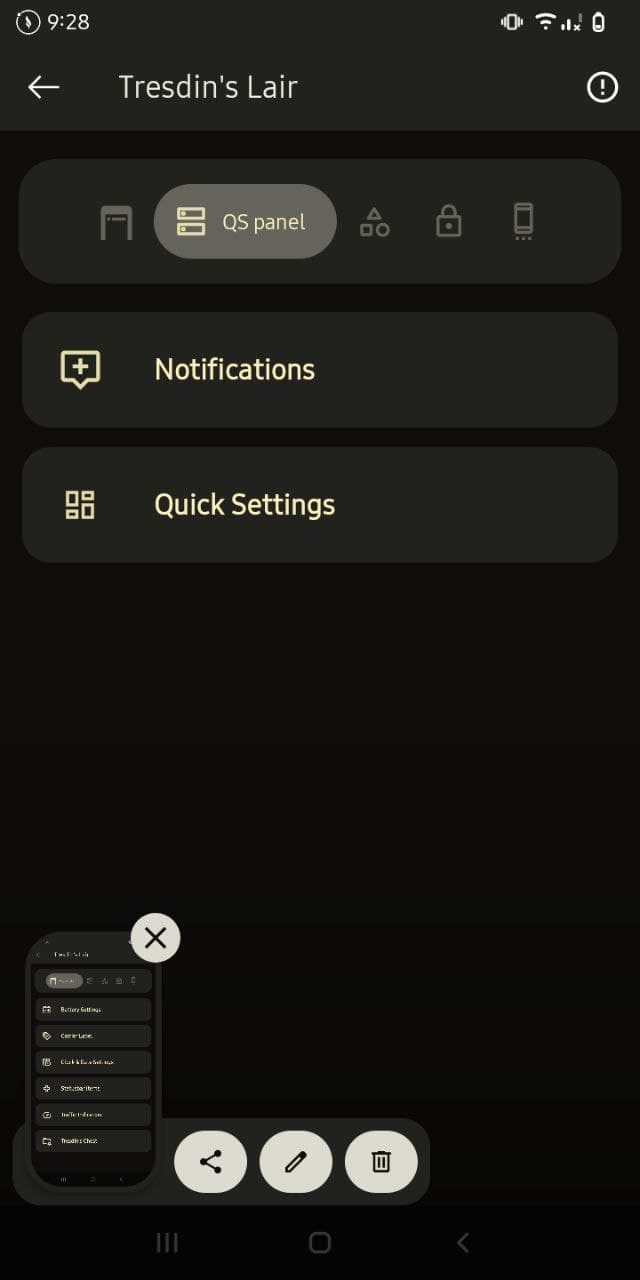 9:28
Tresdin's Lair
QS panel
Notifications
Quick Settings
Tresdin's Lair
Battery Settings
Carrier Label
Clock & Date Settings
Statusbar Items
Traffic Indicators
Tresdin's Chest